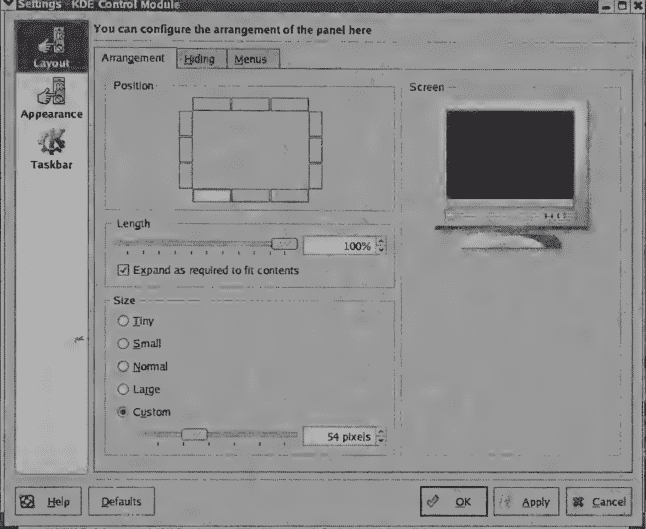 Settings - KDE Control Module
You can configure the arrangement of the panel here
Layout
Appearance
Taskbar
Arrangement
Hiding
Menus
Position
Screen
Length
100%
Expand as required to fit contents
Size
Tiny
Small
Normal
Large
Custom
54 pixels
Help
Defaults
OK
Apply
Cancel